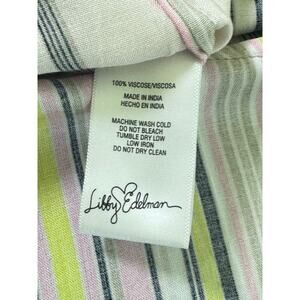 100% VISCOSE/VISCOSA
MADE IN INDIA
HECHO EN INDIA
MACHINE WASH COLD
DO NOT BLEACH
TUMBLE DRY LOW
LOW IRON
DO NOT DRY CLEAN
Libby Edelman